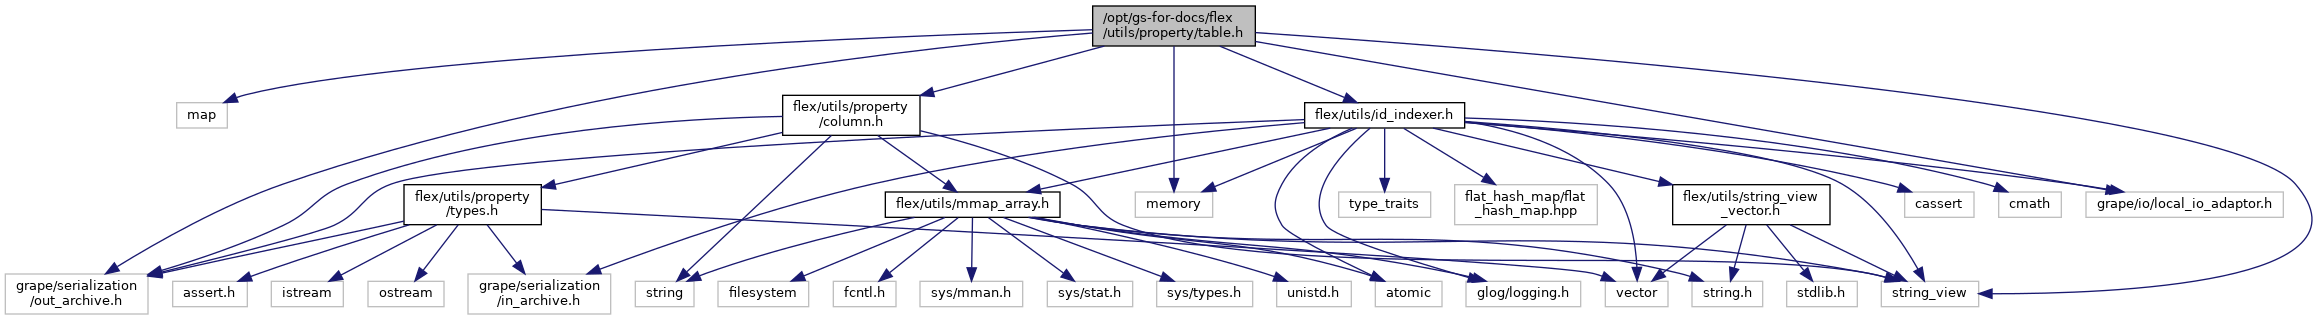 /opt/gs-for-docs/flex
/utils/property/table.h
map
flex/utils/property
/column.h
flex/utils/id_indexer.h
flex/utils/property
/types.h
flex/utils/mmap_array.h
memory
type_traits
flat_hash_map/flat
_hash_map.hpp
flex/utils/string_view
_vector.h
cassert
cmath
grape/io/local_io_adaptor.h
grape/serialization
/out_archive.h
assert.h
istream
ostream
grape/serialization
/in_archive.h
string
filesystem
fcntl.h
sys/mman.h
sys/stat.h
sys/types.h
unistd.h
atomic
glog/logging.h
vector
string.h
stdlib.h
string_view